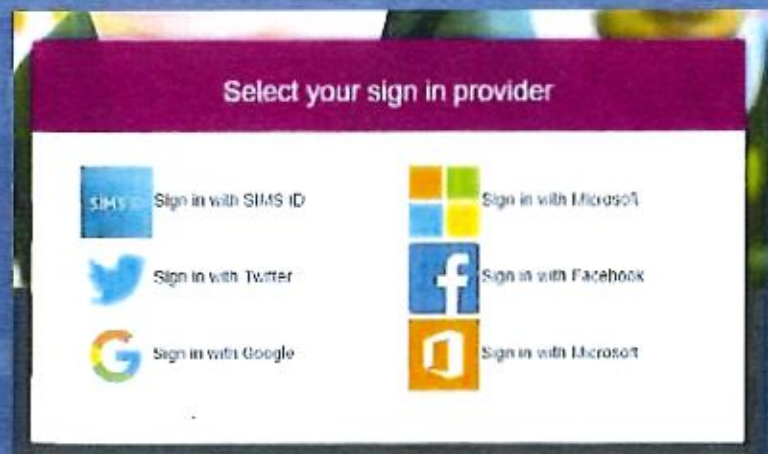 Select your sign in provider
SIMS ID
Sign in with SIMS ID
Sign in with Microsoft
Sign in with Twitter
Sign in with Facebook
Sign in with Google
Sign in with Microsoft